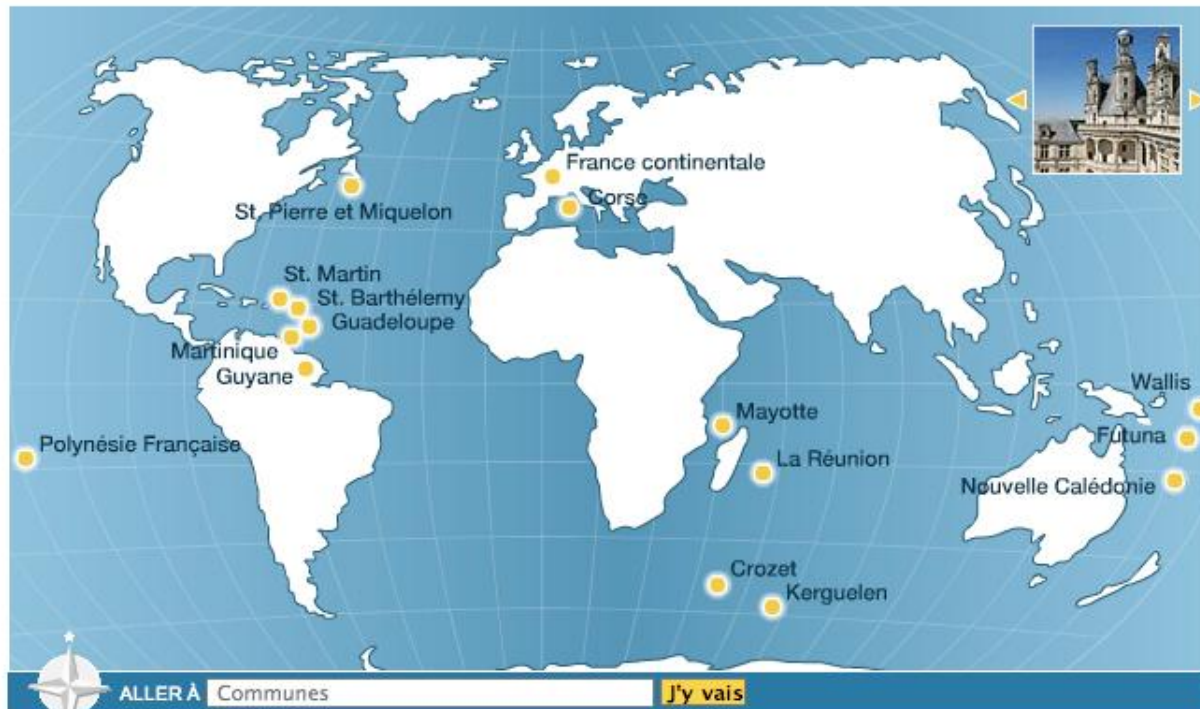 France continentale
Corse
St. Pierre et Miquelon
St. Martin
St. Barthélemy
Guadeloupe
Martinique
Guyane
Wallis
Mayotte
Futuna
Polynésie Française
La Réunion
Nouvelle Calédonie
Crozet
Kerguelen
ALLER À Communes J'y vais